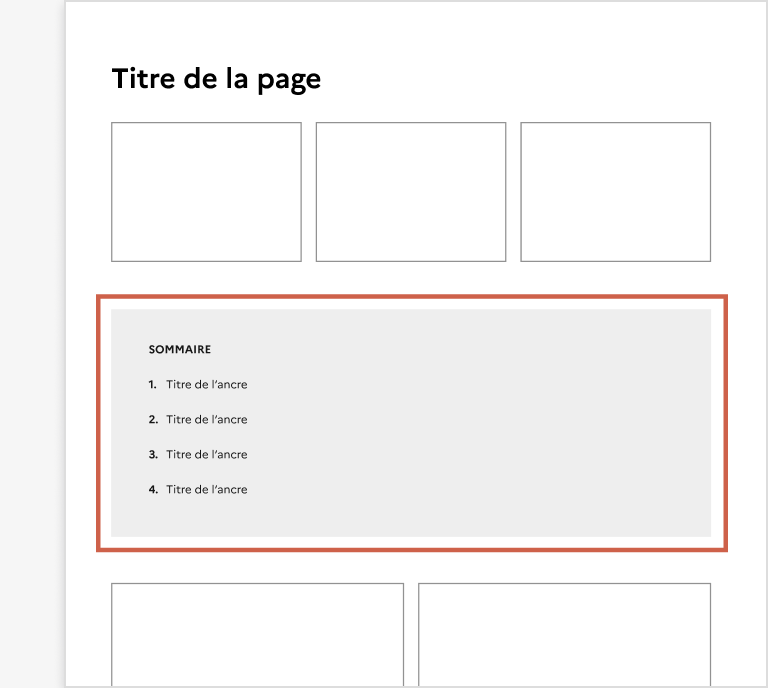 Titre de la page
SOMMAIRE
1. Titre de l’ancre
2. Titre de l’ancre
3. Titre de l’ancre
4. Titre de l’ancre